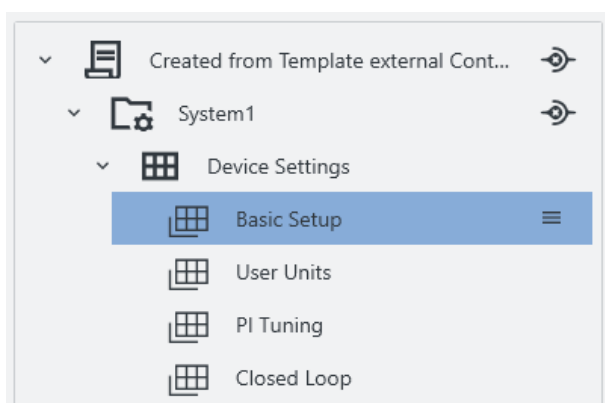 Created from Template external Cont...
System1
Device Settings
Basic Setup
User Units
PI Tuning
Closed Loop